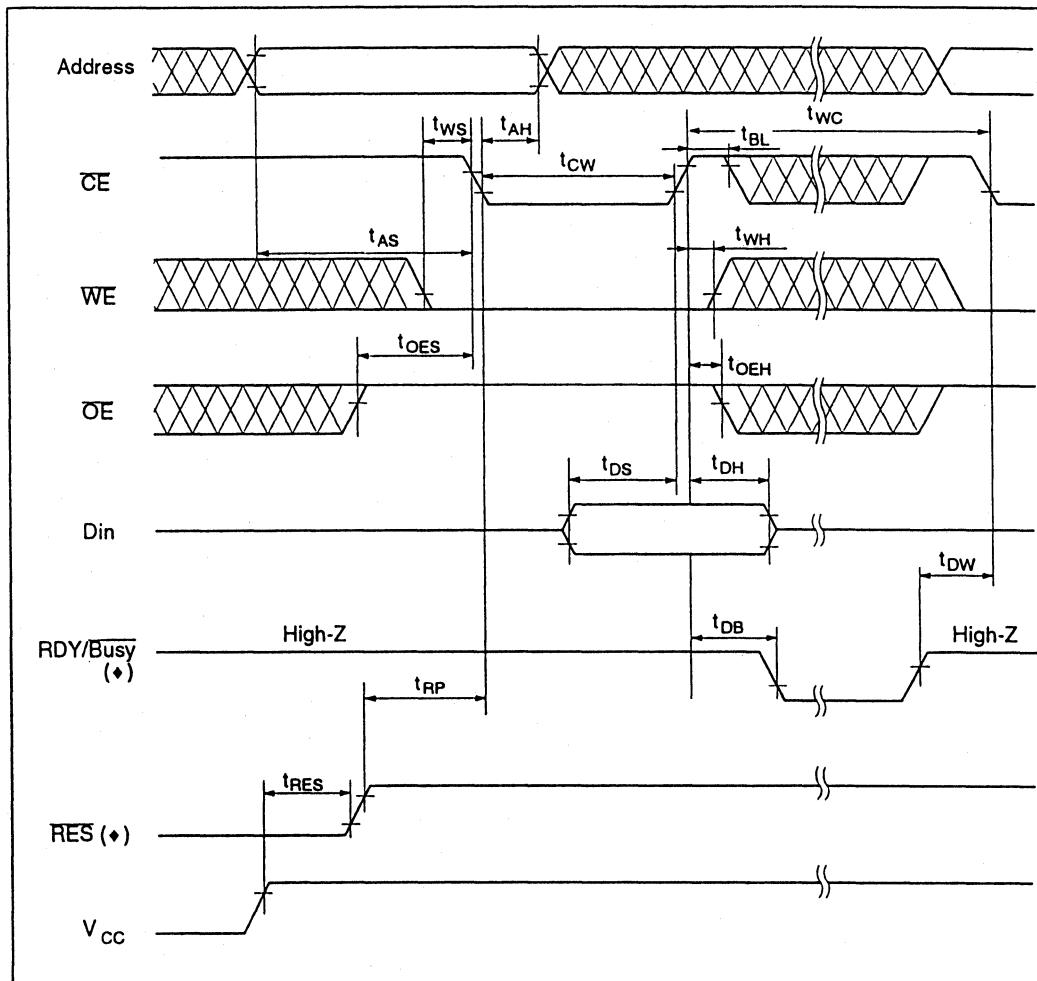 Address
tWS
tAH
tWC
tBL
CE
tCW
tAS
tWH
WE
tOES
tOEH
OE
tDS
tDH
Din
tDW
tDB
RDY/Busy
(♦)
High-Z
High-Z
tRP
tRES
RES (♦)
VCC